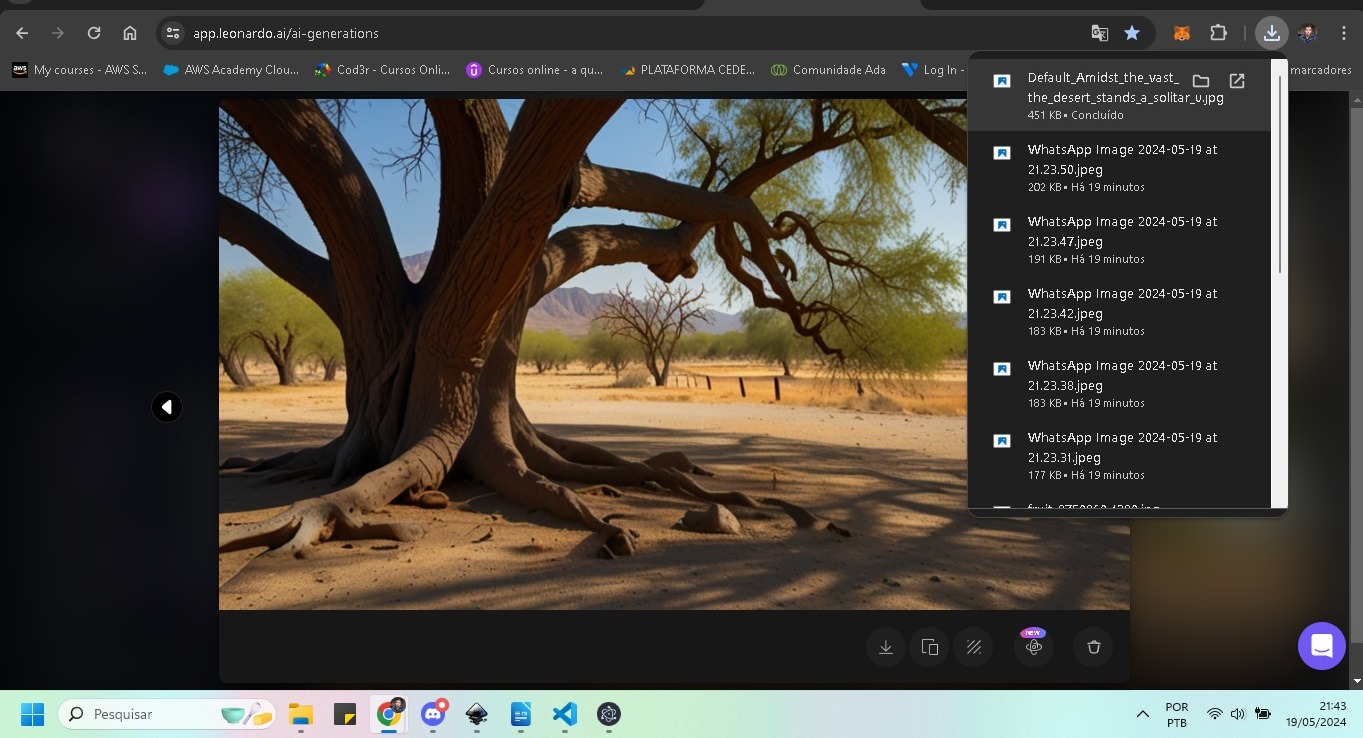 app.leonardo.ai/ai-generations
aws My courses - AWS S...
AWS Academy Clou...
Cod3r - Cursos Onli...
Cursos online - a qu...
PLATAFORMA CEDE...
Comunidade Ada
Log In -
marcadores
Default_Amidst_the_vast_
the_desert_stands_a_solitar_0.jpg
451 KB • Concluído
WhatsApp Image 2024-05-19 at
21.23.50.jpeg
202 KB • Há 19 minutos
WhatsApp Image 2024-05-19 at
21.23.47.jpeg
191 KB • Há 19 minutos
WhatsApp Image 2024-05-19 at
21.23.42.jpeg
183 KB • Há 19 minutos
WhatsApp Image 2024-05-19 at
21.23.38.jpeg
183 KB • Há 19 minutos
WhatsApp Image 2024-05-19 at
21.23.31.jpeg
177 KB • Há 19 minutos
NEW
Pesquisar
POR
PTB
21:43
19/05/2024